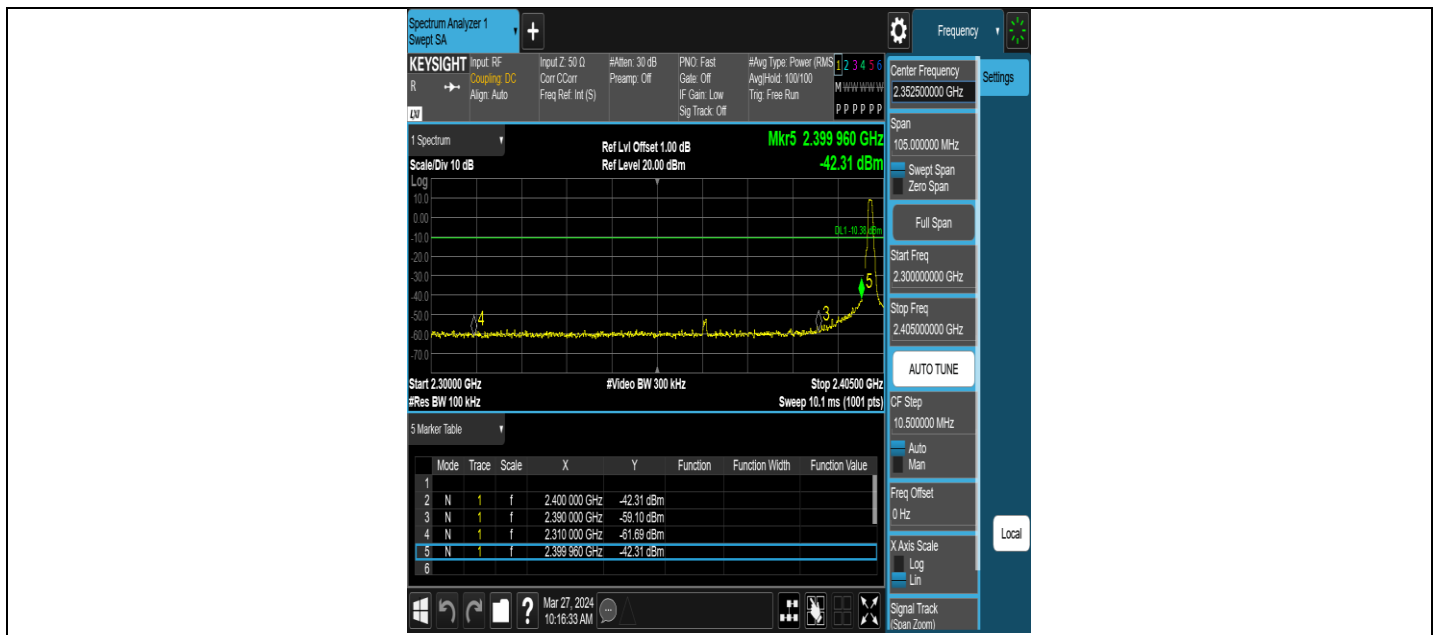 Spectrum Analyzer 1
Swept SA
+
Frequency
KEYSIGHT
R
LXI
Input: RF
Coupling: DC
Align: Auto
Input Z: 50 Ω
Corr CCorr
Freq Ref: Int (S)
#Atten: 30 dB
Preamp: Off
PNO: Fast
Gate: Off
IF Gain: Low
Sig Track: Off
#Avg Type: Power (RMS
Avg|Hold: 100/100
Trig: Free Run
1 2 3 4 5 6
M W W W W W
P P P P P P
1 Spectrum
Scale/Div 10 dB
Ref Lvl Offset 1.00 dB
Ref Level 20.00 dBm
Mkr5 2.399 960 GHz
-42.31 dBm
Log
10.0
0.00
-10.0
-20.0
-30.0
-40.0
-50.0
-60.0
-70.0
DL1 -10.38 dBm
4
3
5
Start 2.30000 GHz
#Res BW 100 kHz
#Video BW 300 kHz
Stop 2.40500 GHz
Sweep 10.1 ms (1001 pts)
5 Marker Table
Mode Trace Scale X Y Function Function Width Function Value
1
2 N 1 f 2.400 000 GHz -42.31 dBm
3 N 1 f 2.390 000 GHz -59.10 dBm
4 N 1 f 2.310 000 GHz -61.69 dBm
5 N 1 f 2.399 960 GHz -42.31 dBm
6
?
Mar 27, 2024
10:16:33 AM
Center Frequency
2.352500000 GHz
Settings
Span
105.000000 MHz
Swept Span
Zero Span
Full Span
Start Freq
2.300000000 GHz
Stop Freq
2.405000000 GHz
AUTO TUNE
CF Step
10.500000 MHz
Auto
Man
Freq Offset
0 Hz
X Axis Scale
Log
Lin
Signal Track
(Span Zoom)
Local